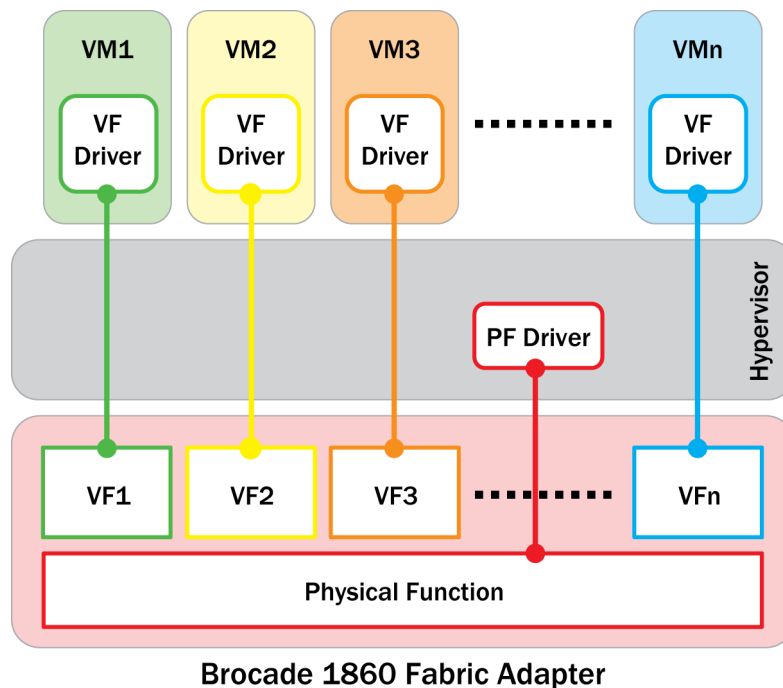 VM1
VM2
VM3
VMn
VF
Driver
VF
Driver
VF
Driver
VF
Driver
Hypervisor
PF Driver
VF1
VF2
VF3
VFn
Physical Function
Brocade 1860 Fabric Adapter